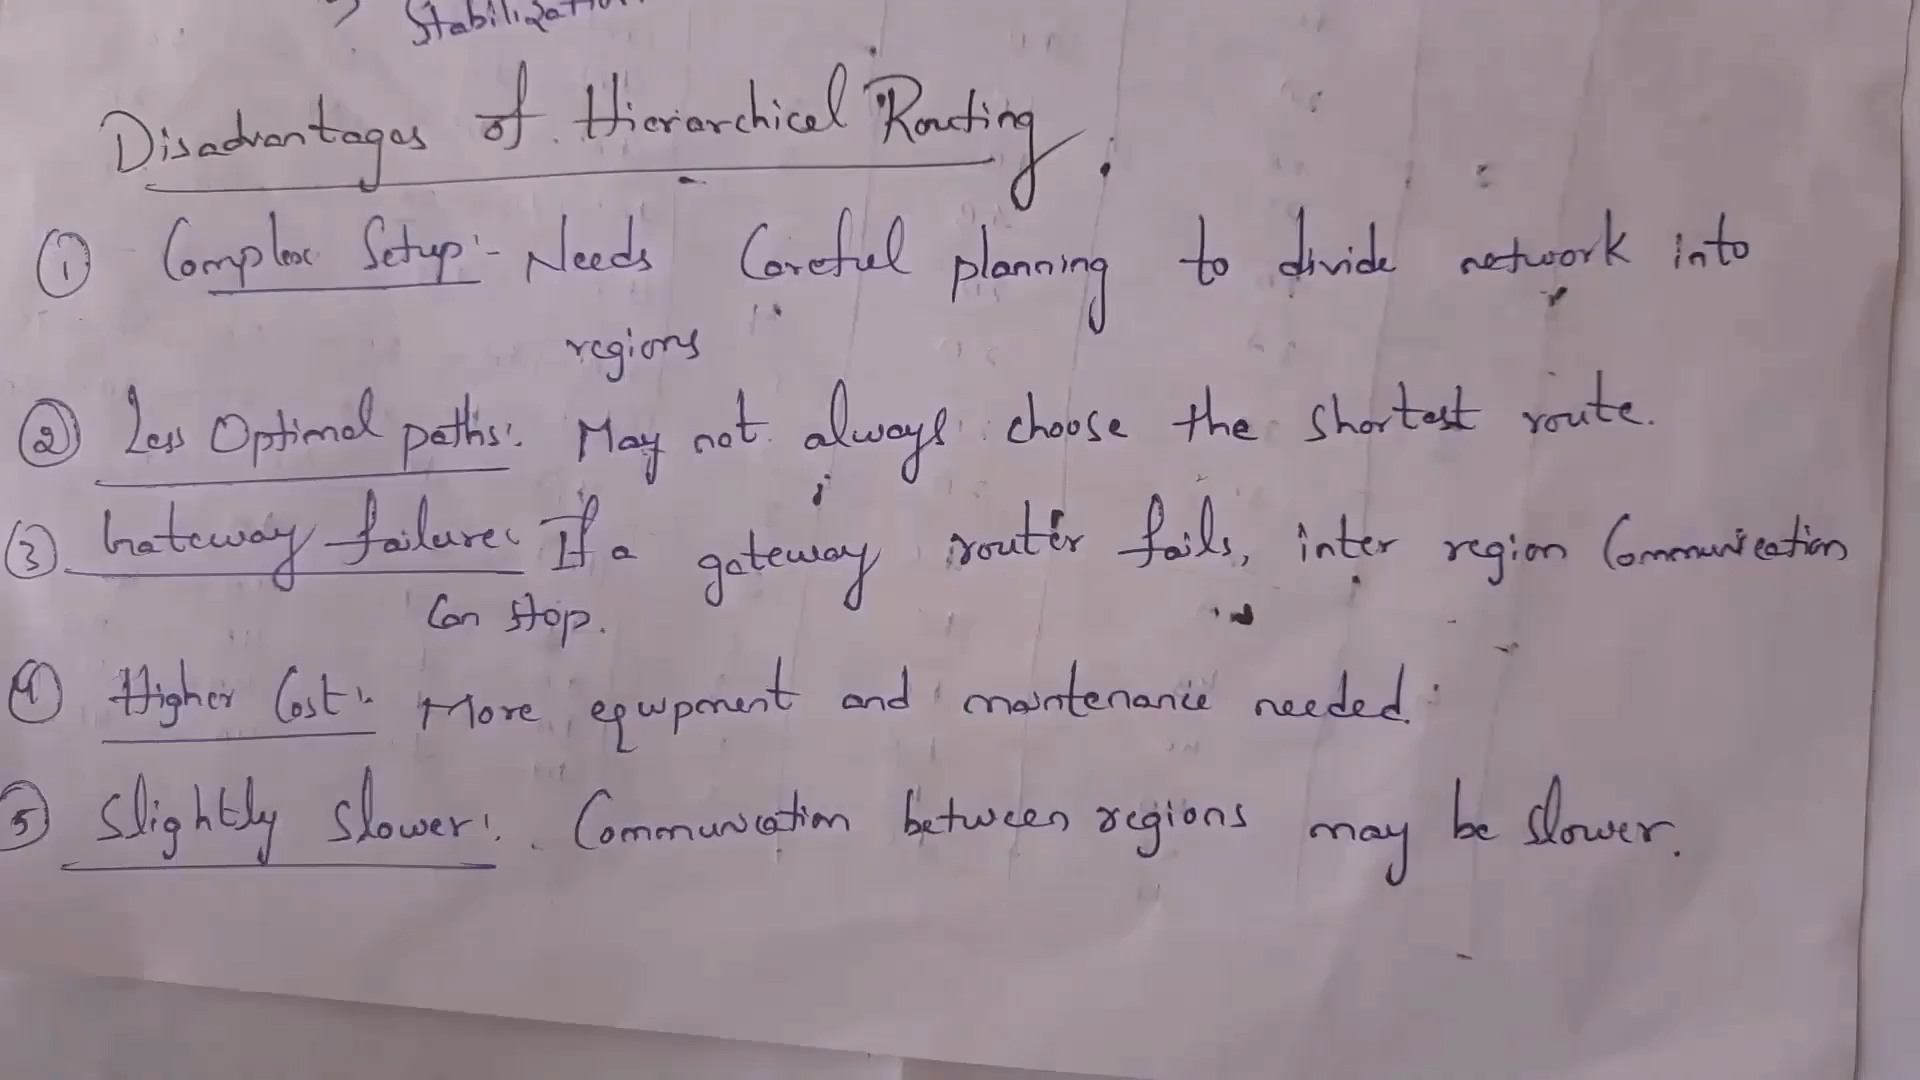 Stabilization
Disadvantages of Hierarchical Routing.
① Complex Setup:- Needs Careful planning to divide network into
regions
② Less Optimal paths:. May not always choose the shortest route.
③ Gateway failure: If a gateway router fails, inter region Communication
Can stop.
④ Higher Cost:. More equipment and maintenance needed.
⑤ Slightly Slower:. Communication between regions may be slower.